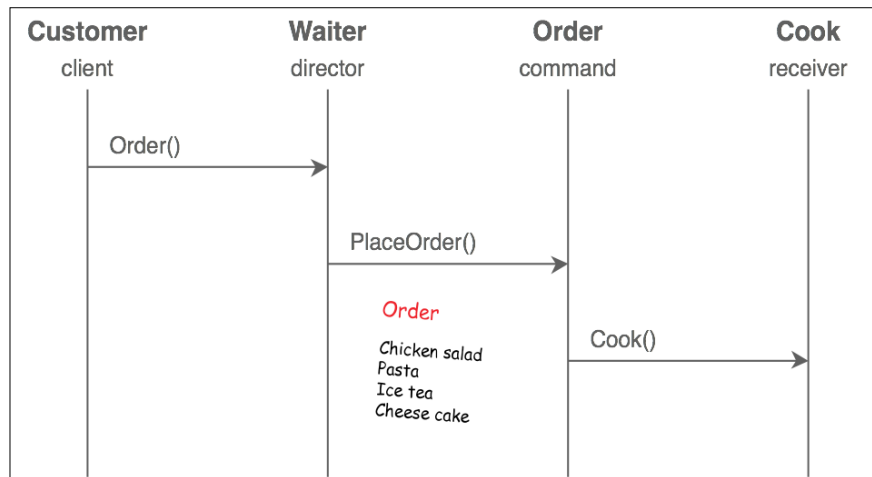 Customer Waiter Order Cook
client director command receiver
Order()
PlaceOrder()
Order
Cook()
Chicken salad
Pasta
Ice tea
Cheese cake